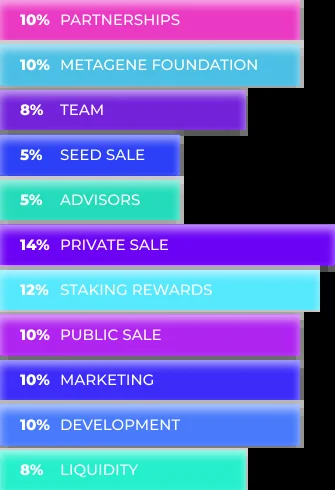 10% PARTNERSHIPS
10% METAGENE FOUNDATION
8% TEAM
5% SEED SALE
5% ADVISORS
14% PRIVATE SALE
12% STAKING REWARDS
10% PUBLIC SALE
10% MARKETING
10% DEVELOPMENT
8% LIQUIDITY